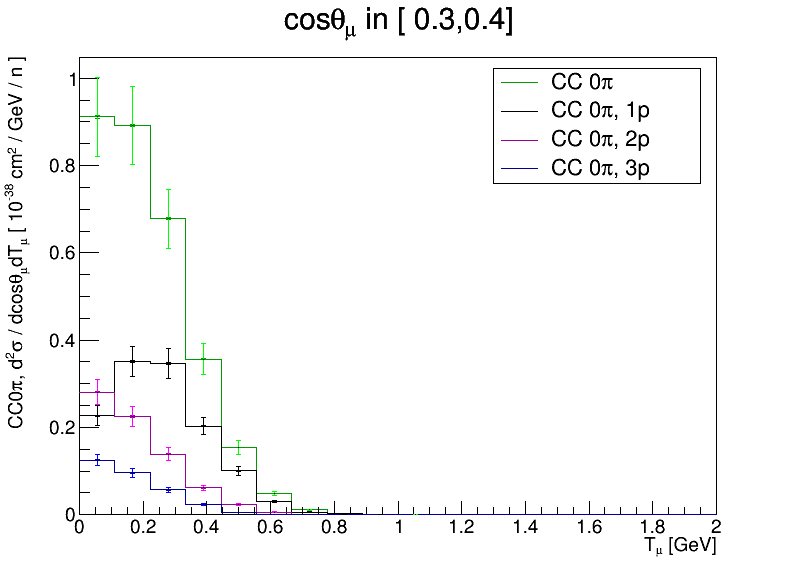 cosθμ in [ 0.3,0.4]
CC0π, d²σ / dcosθμdTμ [ 10⁻³⁸ cm² / GeV / n ]
1
0.8
0.6
0.4
0.2
0
CC 0π
CC 0π, 1p
CC 0π, 2p
CC 0π, 3p
0 0.2 0.4 0.6 0.8 1 1.2 1.4 1.6 1.8 2
Tμ [GeV]